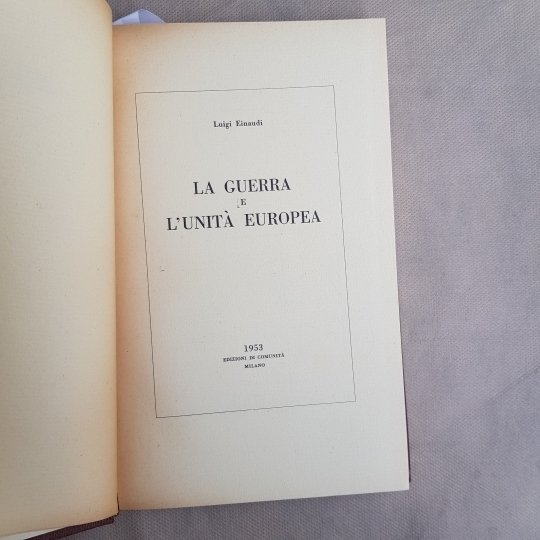 Luigi Einaudi
LA GUERRA
E
L'UNITÀ EUROPEA
1953
EDIZIONI DI COMUNITÀ
MILANO